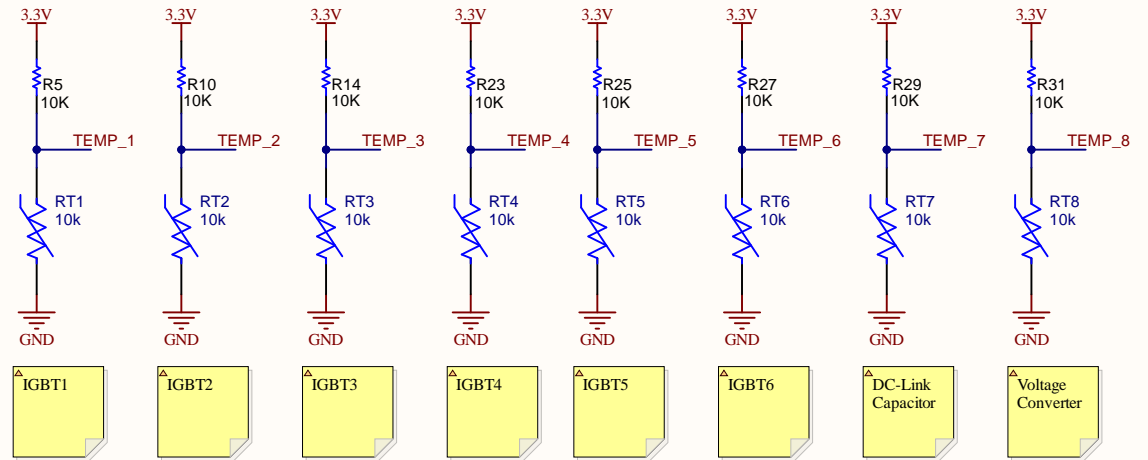 3.3V 3.3V 3.3V 3.3V 3.3V 3.3V 3.3V 3.3V
R5 R10 R14 R23 R25 R27 R29 R31
10K 10K 10K 10K 10K 10K 10K 10K
TEMP_1 TEMP_2 TEMP_3 TEMP_4 TEMP_5 TEMP_6 TEMP_7 TEMP_8
RT1 RT2 RT3 RT4 RT5 RT6 RT7 RT8
10k 10k 10k 10k 10k 10k 10k 10k
GND GND GND GND GND GND GND GND
IGBT1 IGBT2 IGBT3 IGBT4 IGBT5 IGBT6 DC-Link Voltage
Capacitor Converter